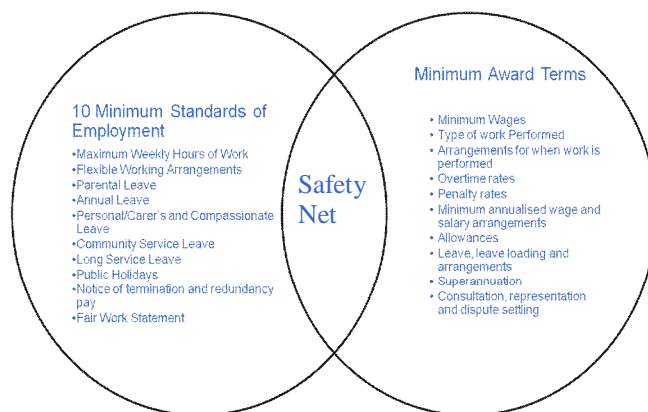 10 Minimum Standards of
Employment
•Maximum Weekly Hours of Work
•Flexible Working Arrangements
•Parental Leave
•Annual Leave
•Personal/Carer's and Compassionate
Leave
•Community Service Leave
•Long Service Leave
•Public Holidays
•Notice of termination and redundancy
pay
•Fair Work Statement
Safety
Net
Minimum Award Terms
• Minimum Wages
• Type of work Performed
• Arrangements for when work is
performed
• Overtime rates
• Penalty rates
• Minimum annualised wage and
salary arrangements
• Allowances
• Leave, leave loading and
arrangements
• Superannuation
• Consultation, representation
and dispute settling